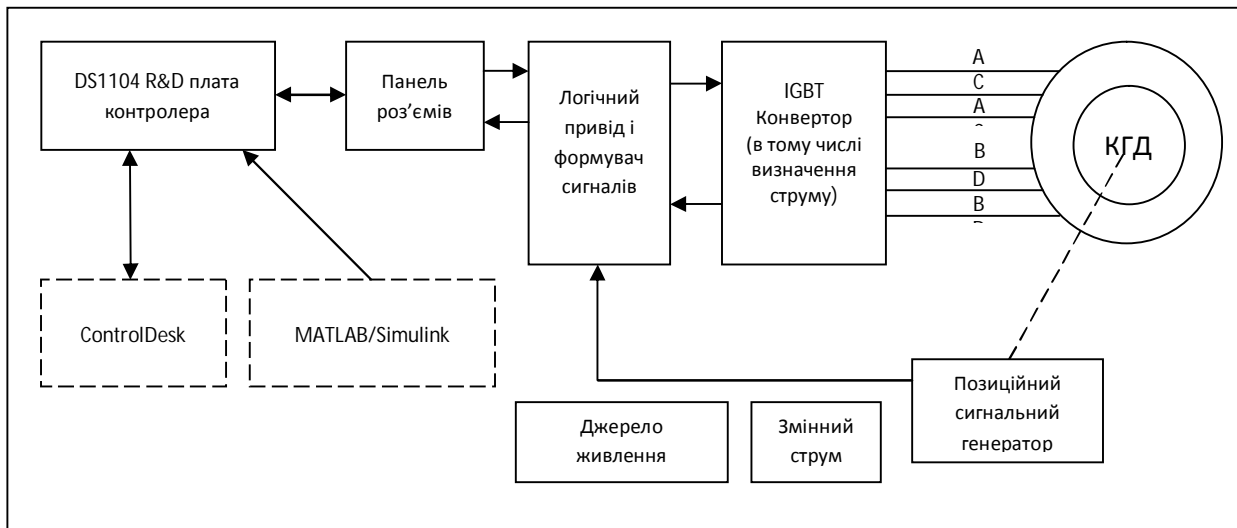 DS1104 R&D плата
контролера
Панель
роз’ємів
Логічний
привід і
формувач
сигналів
IGBT
Конвертор
(в тому числі
визначення
струму)
A
C
A
B
D
B
КГД
ControlDesk
MATLAB/Simulink
Джерело
живлення
Змінний
струм
Позиційний
сигнальний
генератор